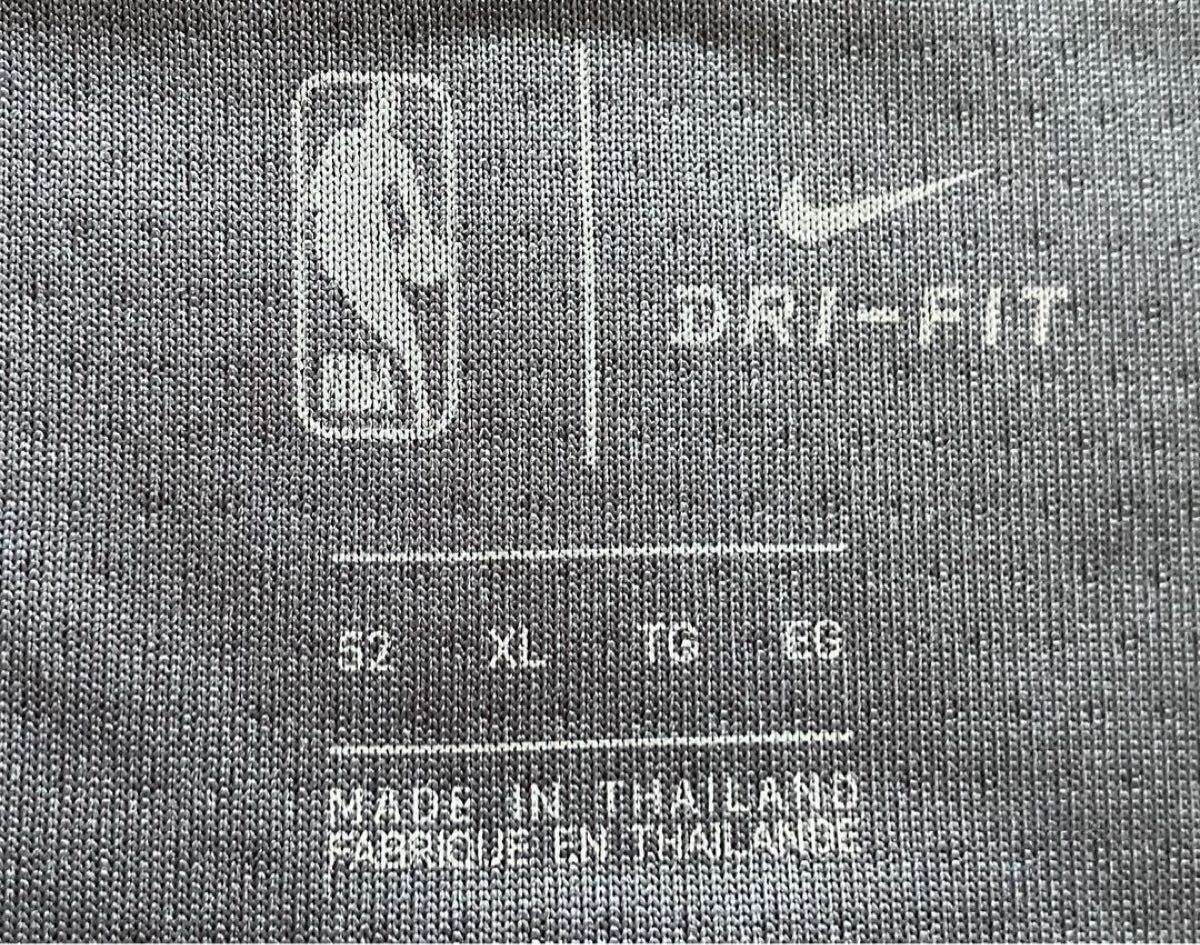 DRI-FIT
52 XL TG EG
MADE IN THAILAND
FABRIQUE EN THAILANDE